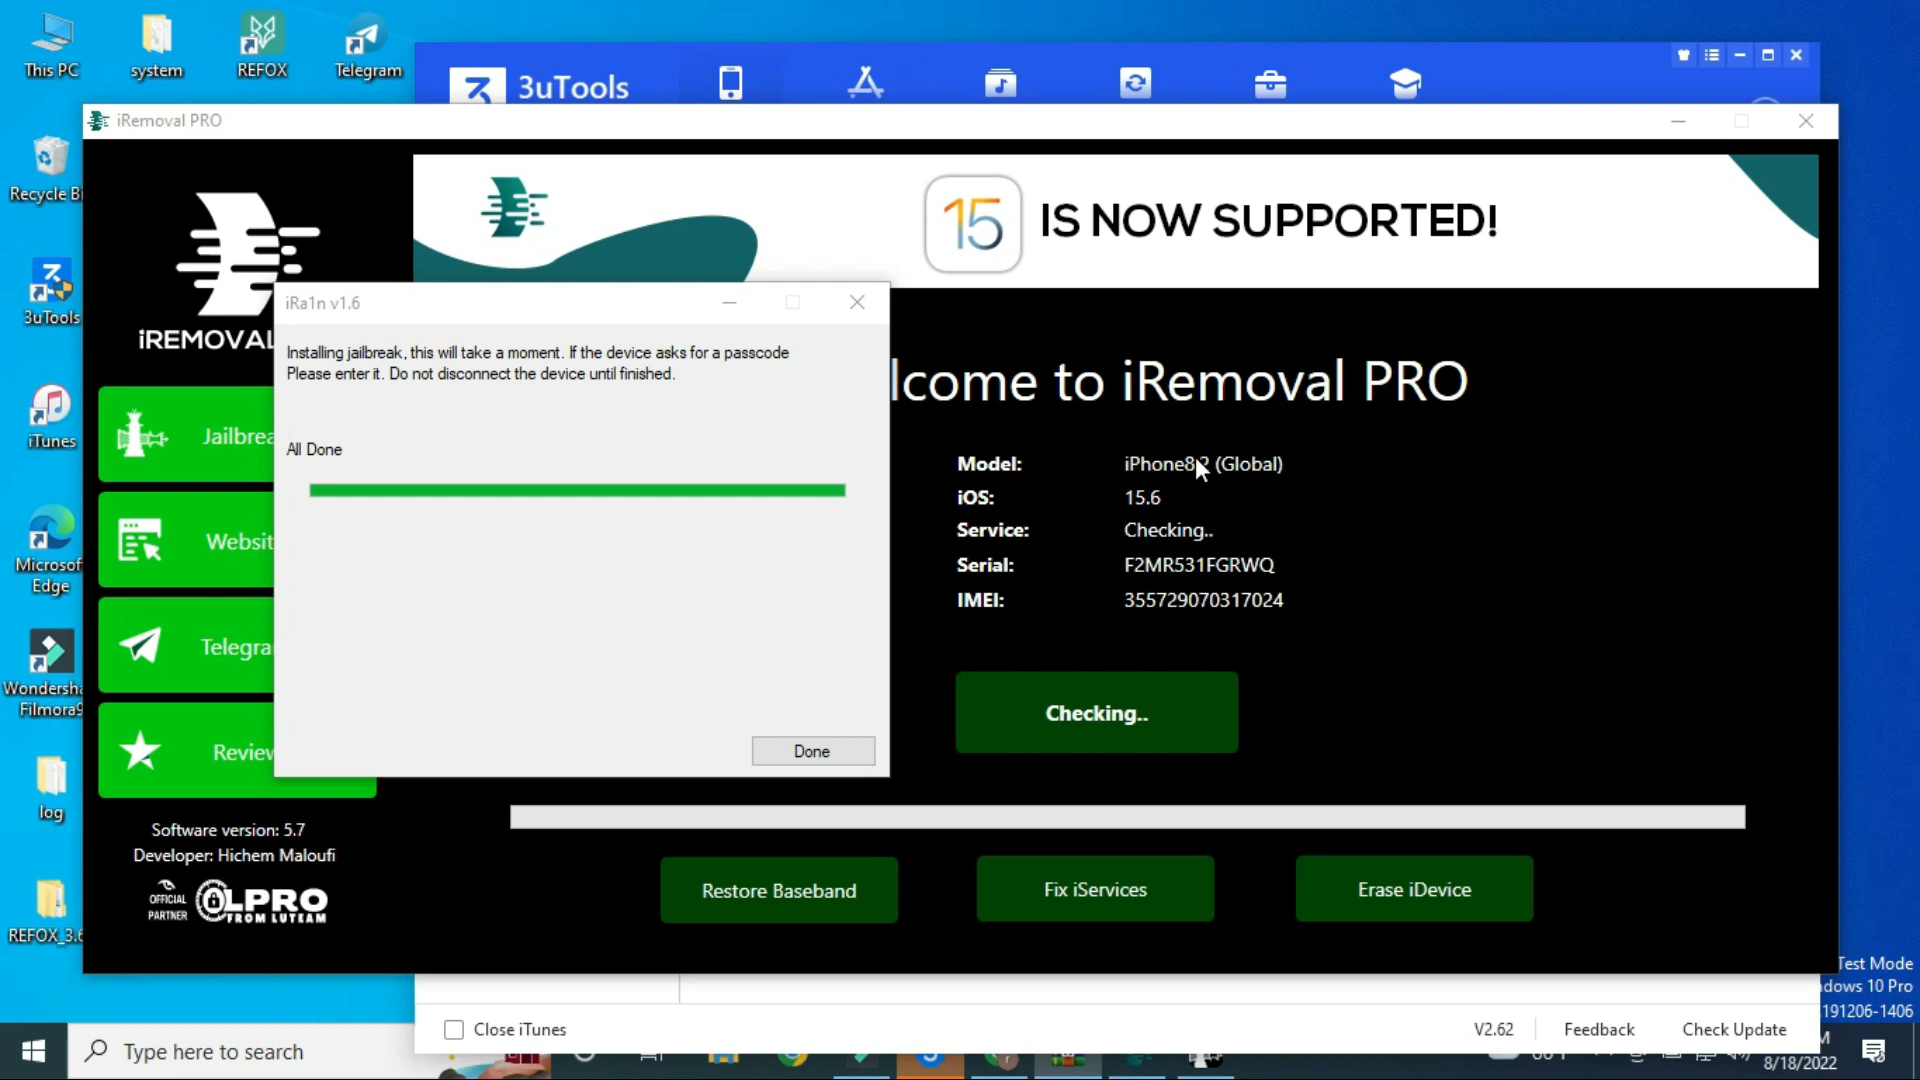 This PC
system
REFOX
Telegram
3uTools
iRemoval PRO
Recycle Bi
15 IS NOW SUPPORTED!
3uTools
iREMOVAL
iRa1n v1.6
Installing jailbreak, this will take a moment. If the device asks for a passcode
Please enter it. Do not disconnect the device until finished.
All Done
Done
lcome to iRemoval PRO
Model: iPhone8,2 (Global)
iOS: 15.6
Service: Checking..
Serial: F2MR531FGRWQ
IMEI: 355729070317024
Checking..
iTunes
Jailbrea
Microsof
Edge
Websit
Wondersha
Filmora9
Telegra
log
Review
Software version: 5.7
Developer: Hichem Maloufi
OFFICIAL
PARTNER
LPRO
FROM LUTEAM
REFOX_3.6
Restore Baseband
Fix iServices
Erase iDevice
Test Mode
dows 10 Pro
191206-1406
Close iTunes
V2.62
Feedback
Check Update
Type here to search
8/18/2022